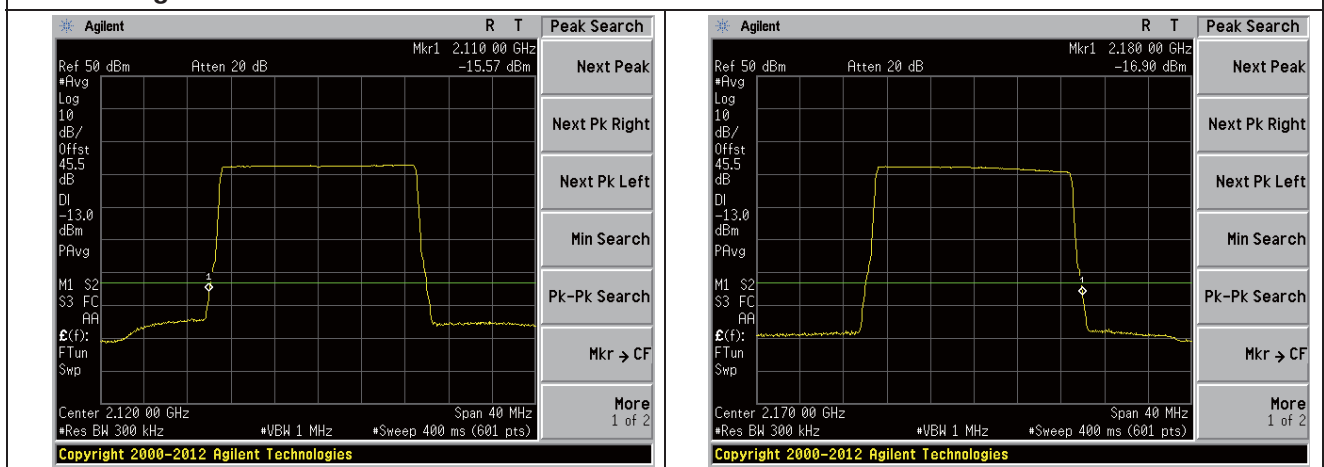 Agilent R T Peak Search
Mkr1 2.110 00 GHz
Ref 50 dBm Atten 20 dB -15.57 dBm
#Avg
Log
10
dB/
Offst
45.5
dB
DI
-13.0
dBm
PAvg
1
M1 S2
S3 FC
AA
£(f):
FTun
Swp
Center 2.120 00 GHz Span 40 MHz
#Res BW 300 kHz #VBW 1 MHz #Sweep 400 ms (601 pts)
Copyright 2000-2012 Agilent Technologies
Next Peak
Next Pk Right
Next Pk Left
Min Search
Pk-Pk Search
Mkr → CF
More
1 of 2
Agilent R T Peak Search
Mkr1 2.180 00 GHz
Ref 50 dBm Atten 20 dB -16.90 dBm
#Avg
Log
10
dB/
Offst
45.5
dB
DI
-13.0
dBm
PAvg
1
M1 S2
S3 FC
AA
£(f):
FTun
Swp
Center 2.170 00 GHz Span 40 MHz
#Res BW 300 kHz #VBW 1 MHz #Sweep 400 ms (601 pts)
Copyright 2000-2012 Agilent Technologies
Next Peak
Next Pk Right
Next Pk Left
Min Search
Pk-Pk Search
Mkr → CF
More
1 of 2